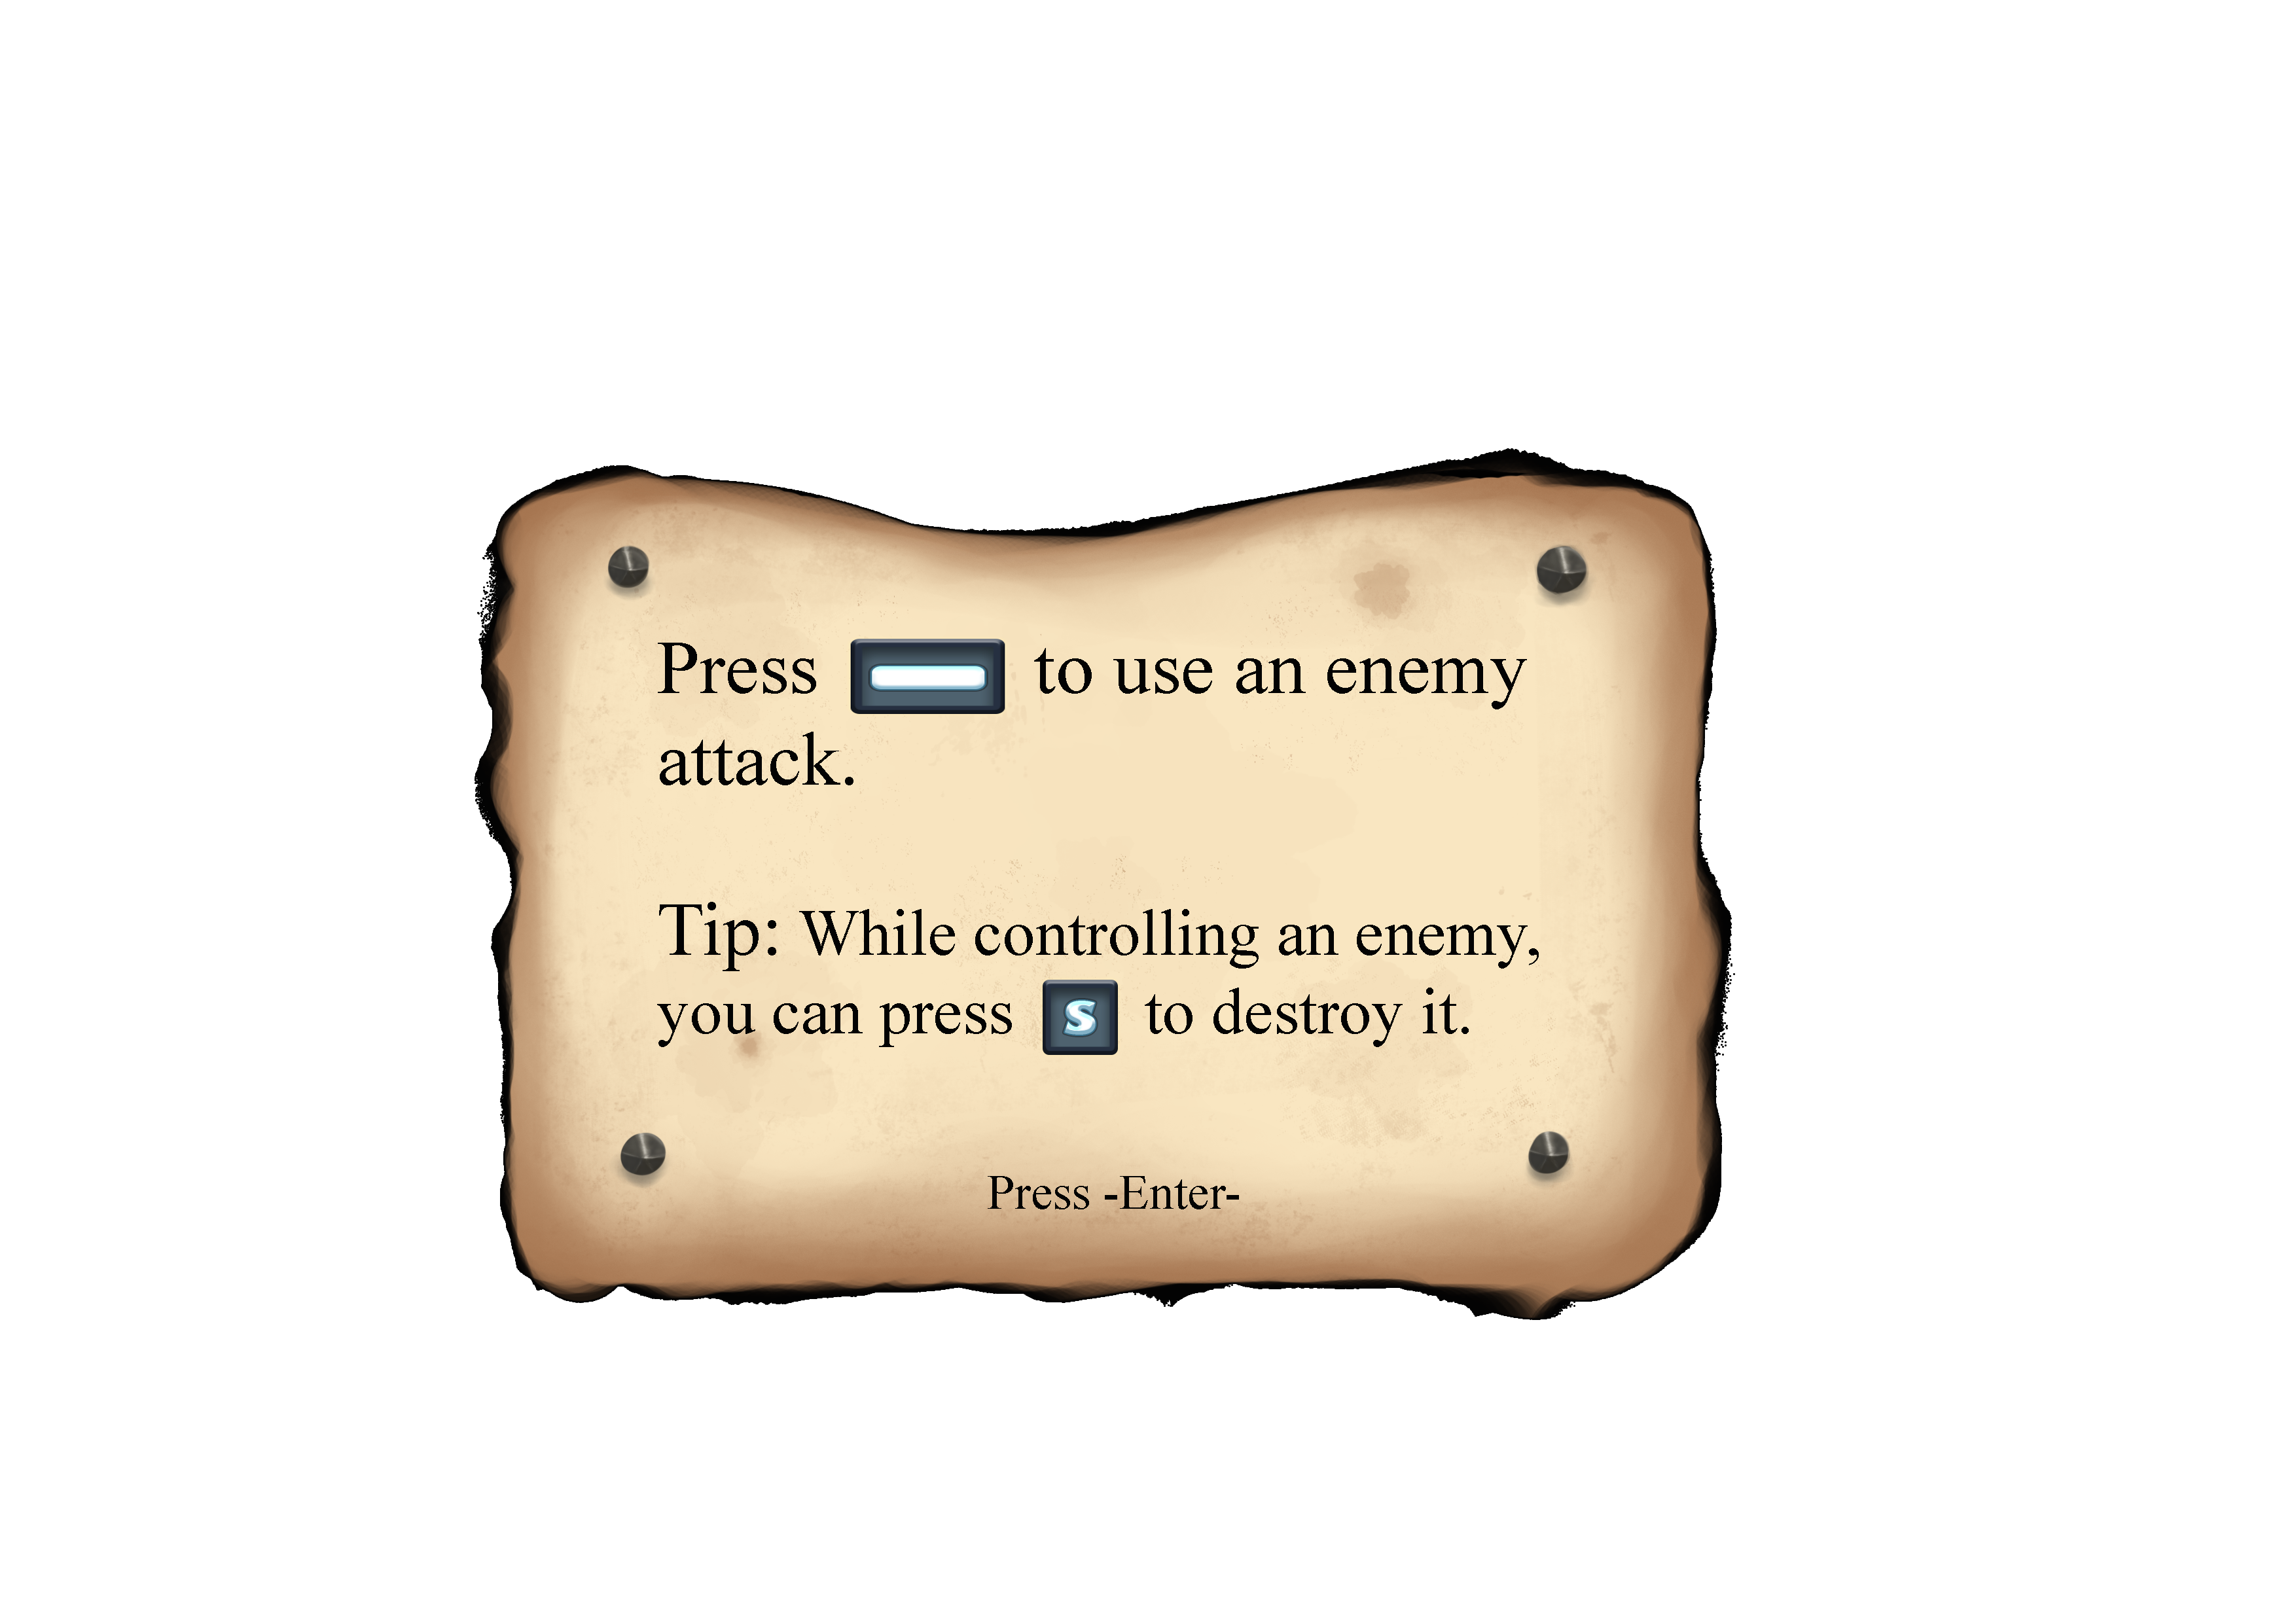 Press to use an enemy
attack.
Tip: While controlling an enemy,
you can press S to destroy it.
Press -Enter-